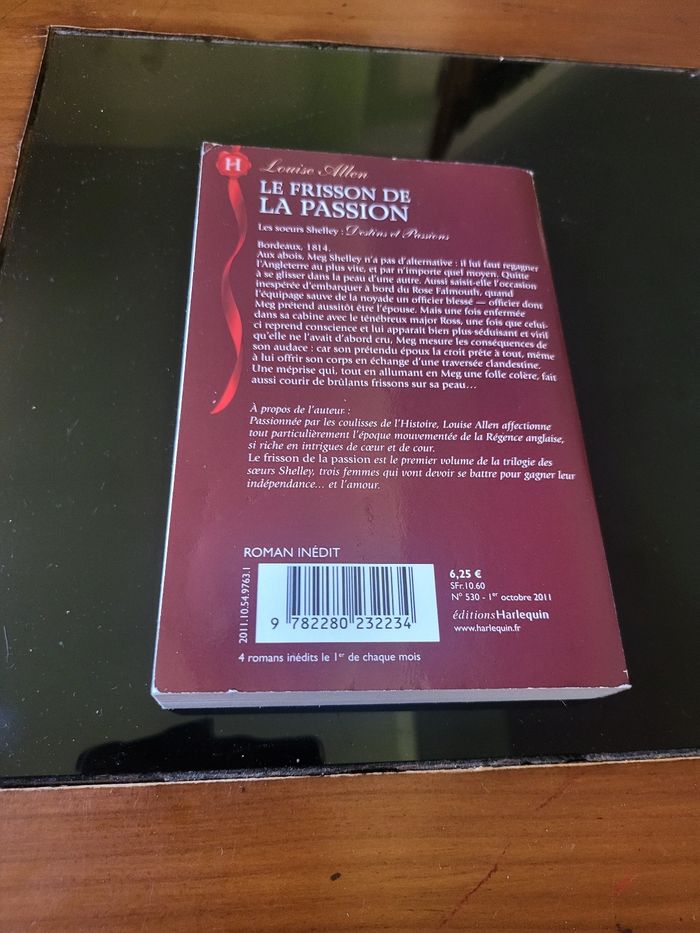 H
Louise Allen
LE FRISSON DE
LA PASSION
Les sœurs Shelley : Destins et Passions
Bordeaux, 1814.
Aux abois, Meg Shelley n'a pas d'alternative : il lui faut regagner
l'Angleterre au plus vite, et par n'importe quel moyen. Quitte
à se glisser dans la peau d'une autre. Aussi saisit-elle l'occasion
inespérée d'embarquer à bord du Rose Falmouth, quand
l'équipage sauve de la noyade un officier blessé — officier dont
Meg prétend aussitôt être l'épouse. Mais une fois enfermée
dans sa cabine avec le ténébreux major Ross, une fois que celui-
ci reprend conscience et lui apparaît bien plus séduisant et viril
qu'elle ne l'avait d'abord cru, Meg mesure les conséquences de
son audace : car son prétendu époux la croit prête à tout, même
à lui offrir son corps en échange d'une traversée clandestine.
Une méprise qui, tout en allumant en Meg une folle colère, fait
aussi courir de brûlants frissons sur sa peau…
À propos de l'auteur :
Passionnée par les coulisses de l'Histoire, Louise Allen affectionne
tout particulièrement l'époque mouvementée de la Régence anglaise,
si riche en intrigues de cœur et de cour.
Le frisson de la passion est le premier volume de la trilogie des
sœurs Shelley, trois femmes qui vont devoir se battre pour gagner leur
indépendance… et l'amour.
ROMAN INÉDIT
2011.10.54.9763.1
9 782280 232234
6,25 €
SFr.10.60
N° 530 - 1er octobre 2011
éditionsHarlequin
www.harlequin.fr
4 romans inédits le 1er de chaque mois